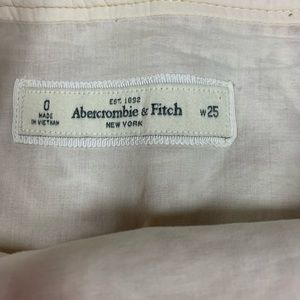 0
MADE
IN VIETNAM
EST. 1892
Abercrombie & Fitch
NEW YORK
W25